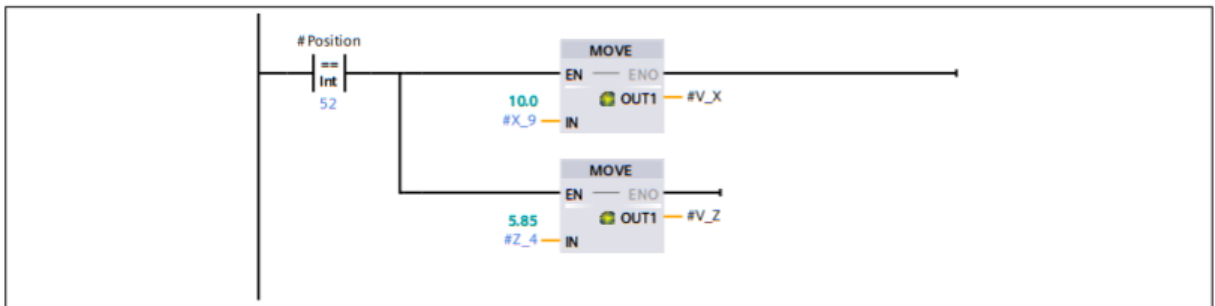 #Position
==
Int
52
MOVE
EN ENO
10.0
OUT1 #V_X
#X_9 IN
MOVE
EN ENO
5.85
OUT1 #V_Z
#Z_4 IN